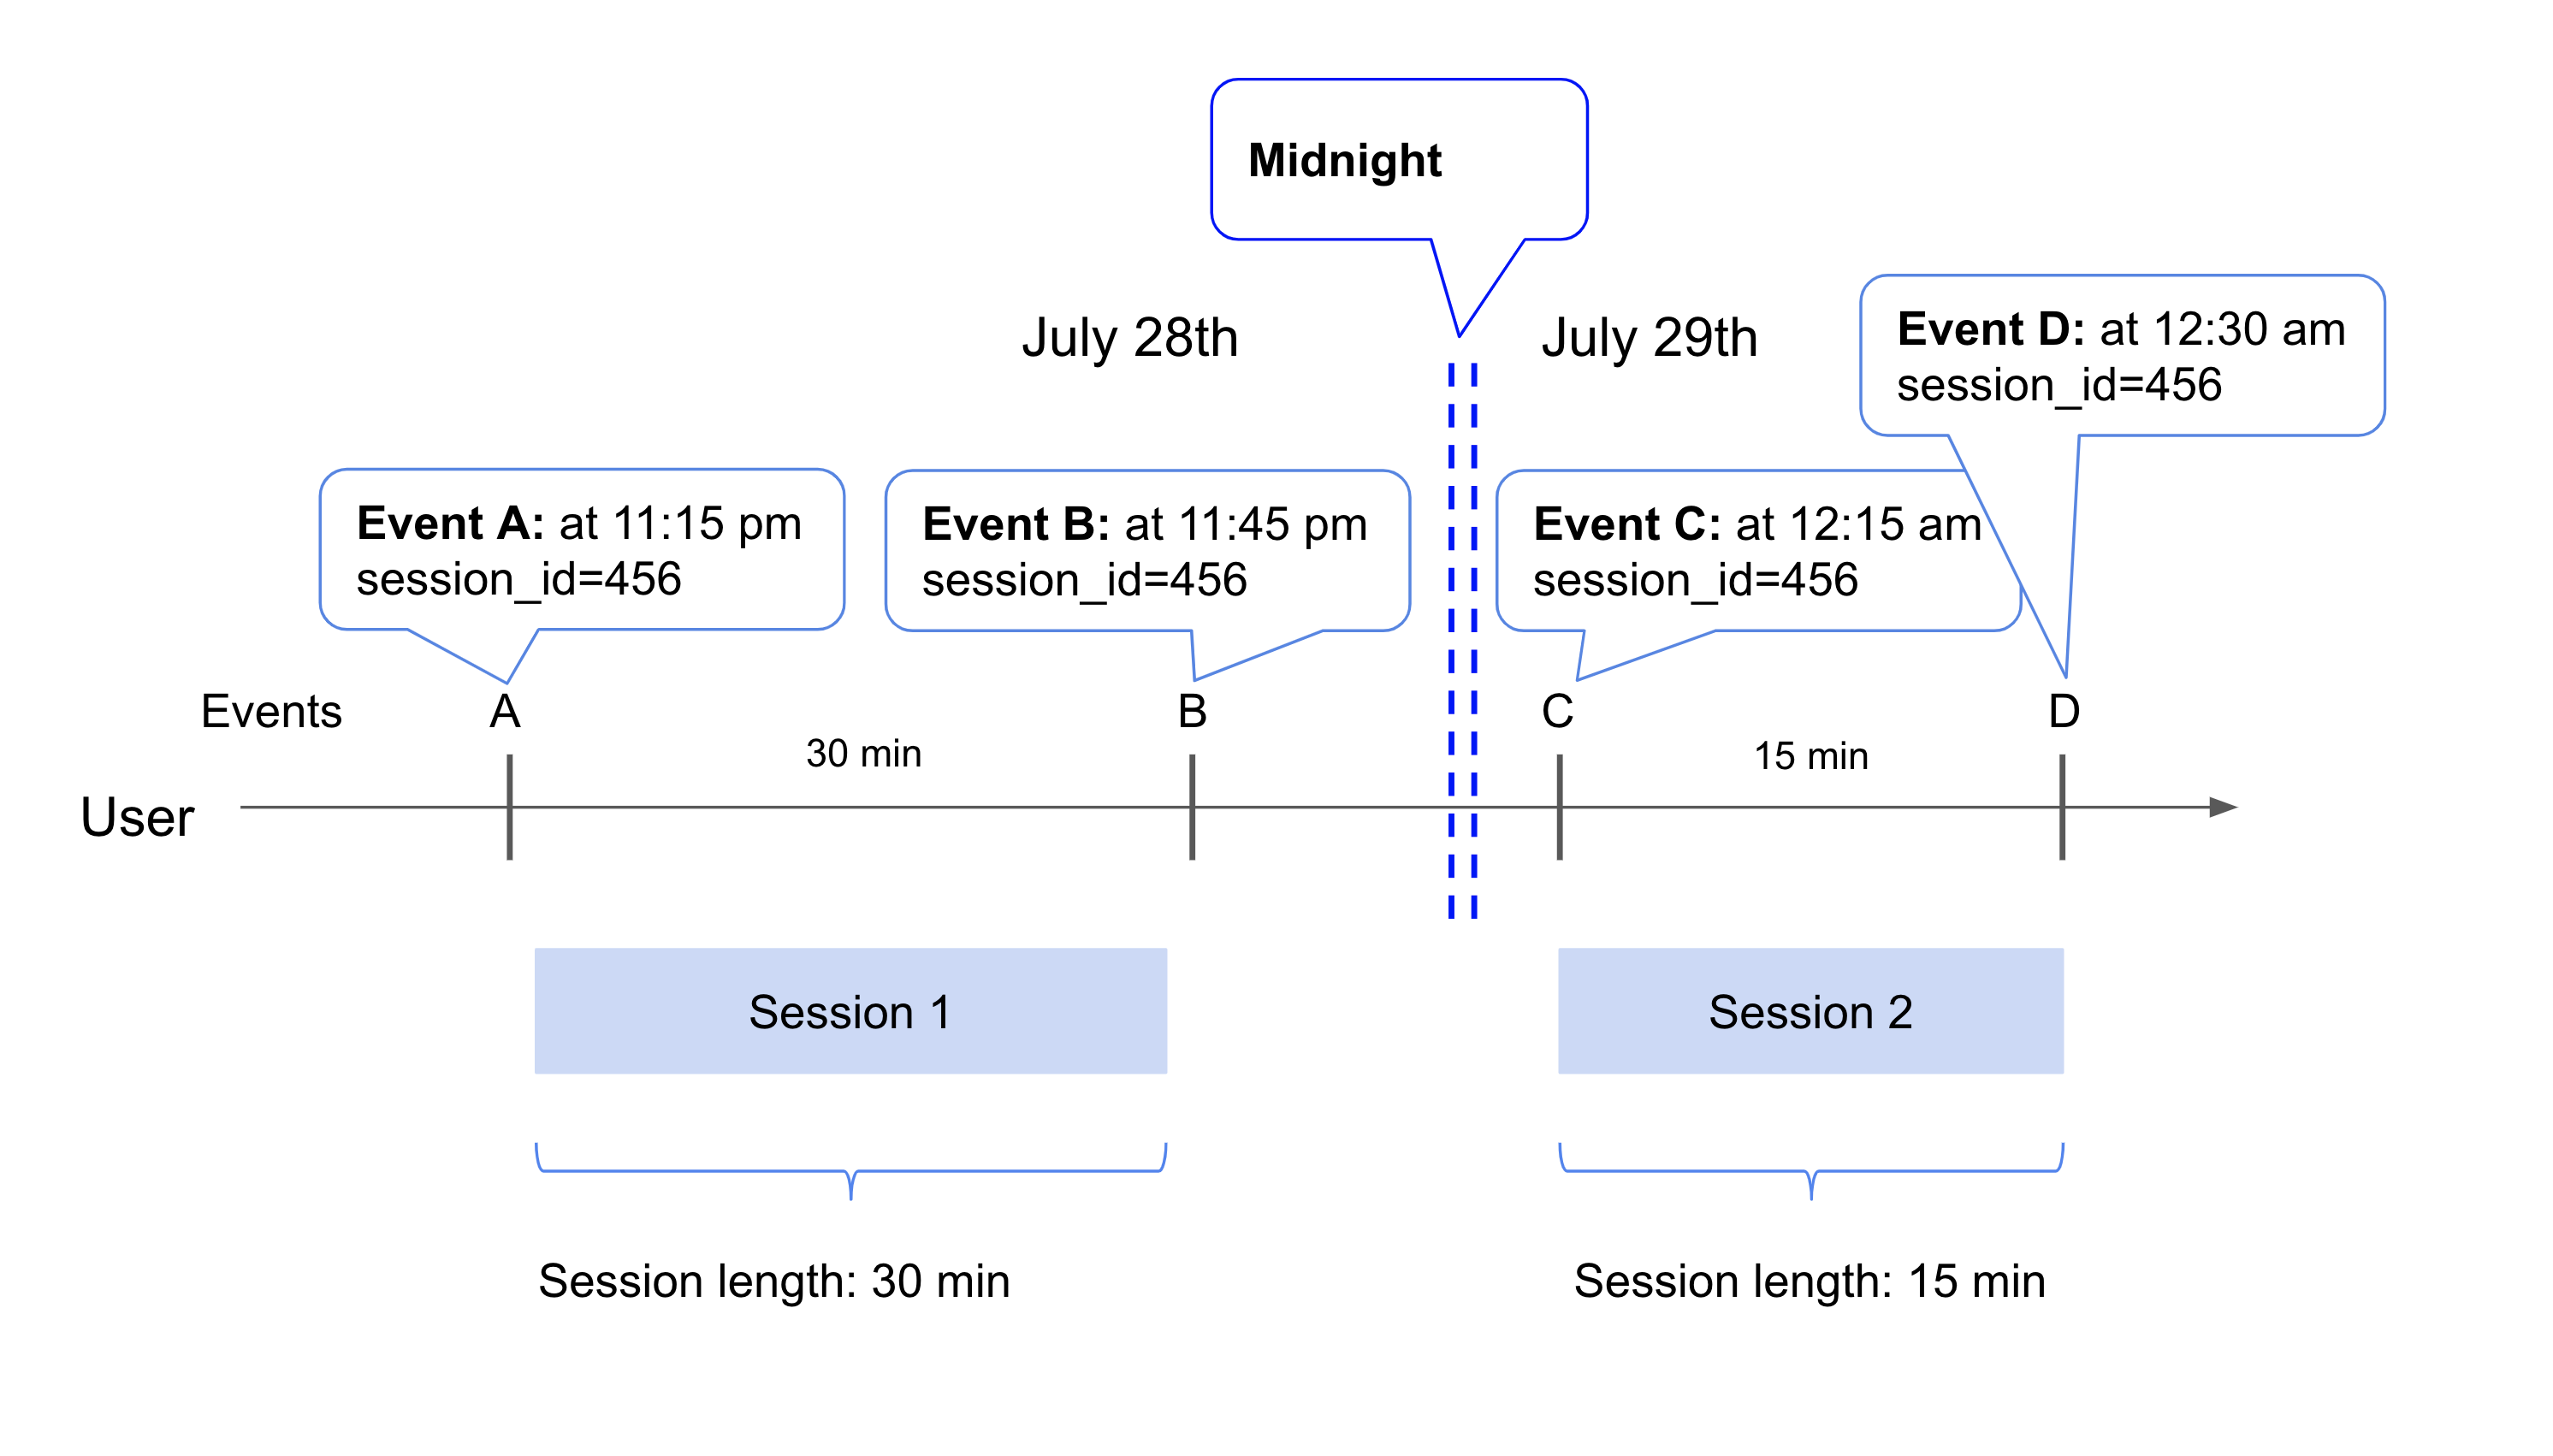 Midnight
July 28th
July 29th
Event D: at 12:30 am
session_id=456
Event A: at 11:15 pm
session_id=456
Event B: at 11:45 pm
session_id=456
Event C: at 12:15 am
session_id=456
Events
A
B
C
D
30 min
15 min
User
Session 1
Session 2
Session length: 30 min
Session length: 15 min